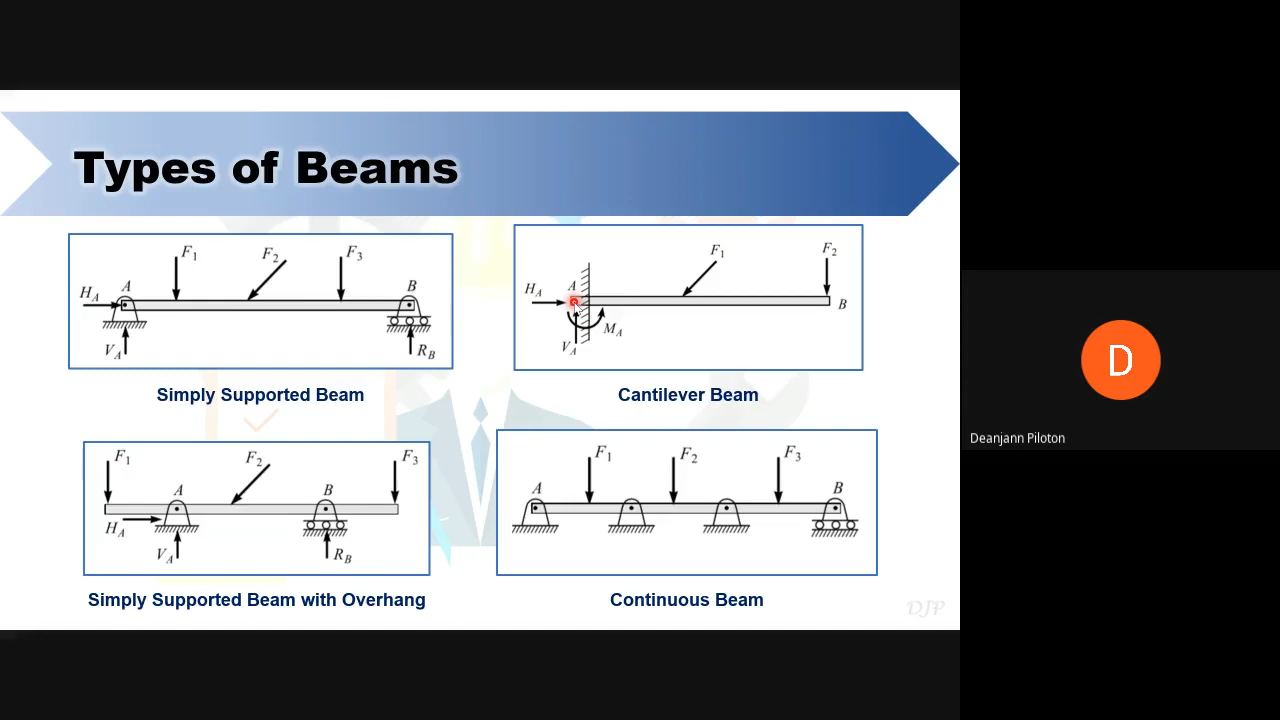 Types of Beams
F1 F2 F3
HA A B
VA RB
Simply Supported Beam
F1 F2
HA A B
VA MA
Cantilever Beam
F1 F2 F3
A B
HA
VA RB
Simply Supported Beam with Overhang
F1 F2 F3
A B
Continuous Beam
DJP
D
Deanjann Piloton